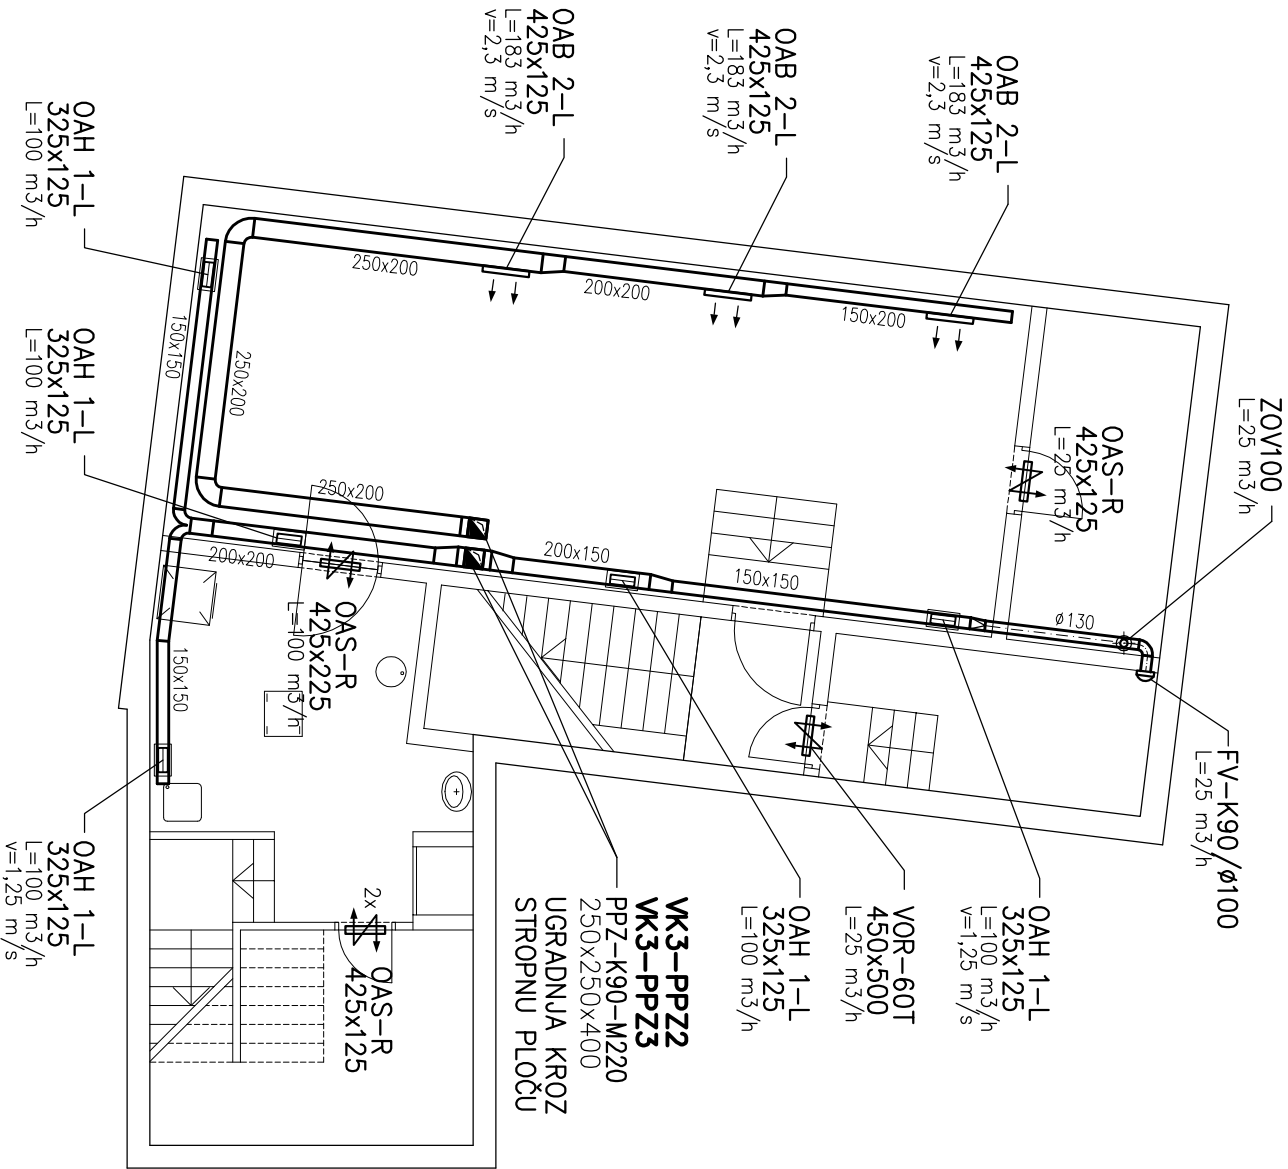 OAB 2-L
425x125
L=183 m3/h
v=2,3 m/s
OAB 2-L
425x125
L=183 m3/h
v=2,3 m/s
OAB 2-L
425x125
L=183 m3/h
v=2,3 m/s
ZOV100
L=25 m3/h
OAS-R
425x125
L=25 m3/h
OAH 1-L
325x125
L=100 m3/h
OAH 1-L
325x125
L=100 m3/h
250x200
200x200
150x200
150x150
250x200
250x200
200x200
200x150
150x150
ø130
150x150
OAS-R
425x225
L=100 m3/h
FV-K90/ø100
L=25 m3/h
OAH 1-L
325x125
L=100 m3/h
v=1,25 m/s
VOR-60T
450x500
L=25 m3/h
OAH 1-L
325x125
L=100 m3/h
VK3-PPZ2
VK3-PPZ3
PPZ-K90-M220
250x250x400
UGRADNJA KROZ
STROPNU PLOČU
2x
OAS-R
425x125
OAH 1-L
325x125
L=100 m3/h
v=1,25 m/s